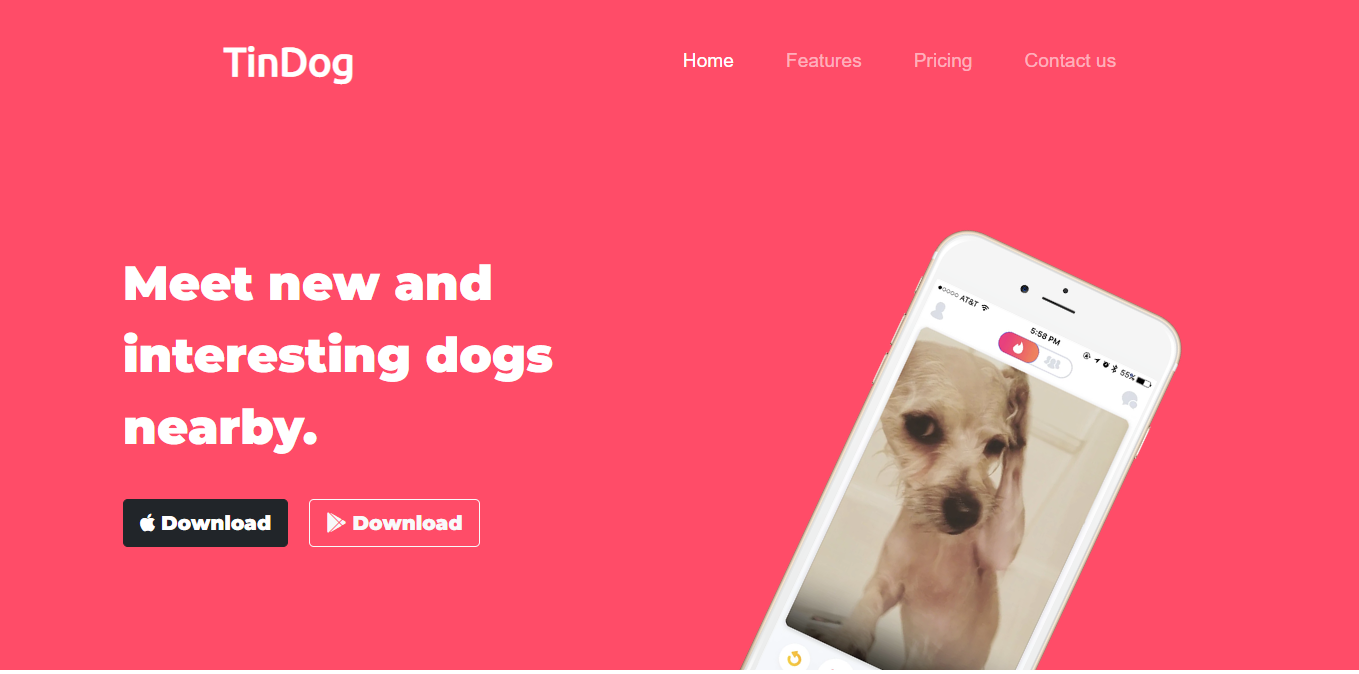 TinDog
Home Features Pricing Contact us
Meet new and
interesting dogs
nearby.
Download Download
AT&T
5:58 PM
55%